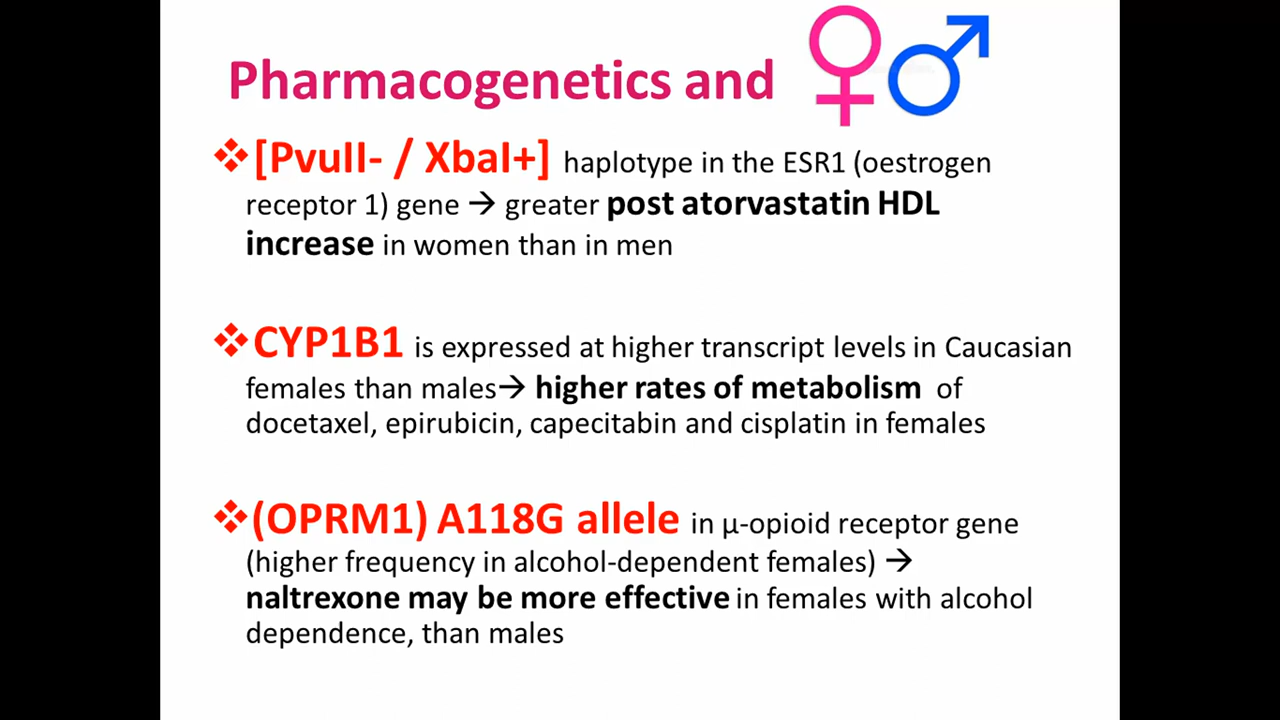 Pharmacogenetics and
[PvuII- / XbaI+] haplotype in the ESR1 (oestrogen
receptor 1) gene → greater post atorvastatin HDL
increase in women than in men
CYP1B1 is expressed at higher transcript levels in Caucasian
females than males→ higher rates of metabolism of
docetaxel, epirubicin, capecitabin and cisplatin in females
(OPRM1) A118G allele in µ-opioid receptor gene
(higher frequency in alcohol-dependent females) →
naltrexone may be more effective in females with alcohol
dependence, than males